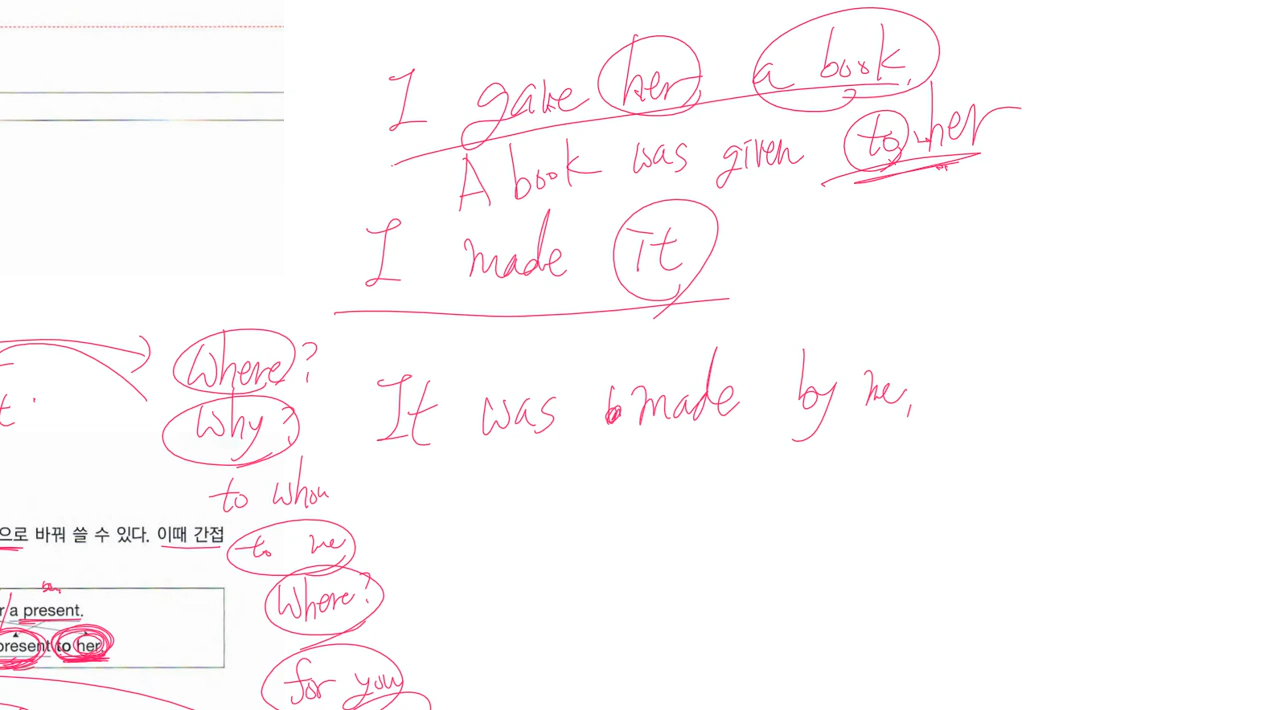 I gave her a book.
A book was given to her
I made it
It was made by me,
t.
Where?
Why?
to whom
으로 바꿔 쓸 수 있다. 이때 간접
to me
Where?
r a present.
present to her
for you